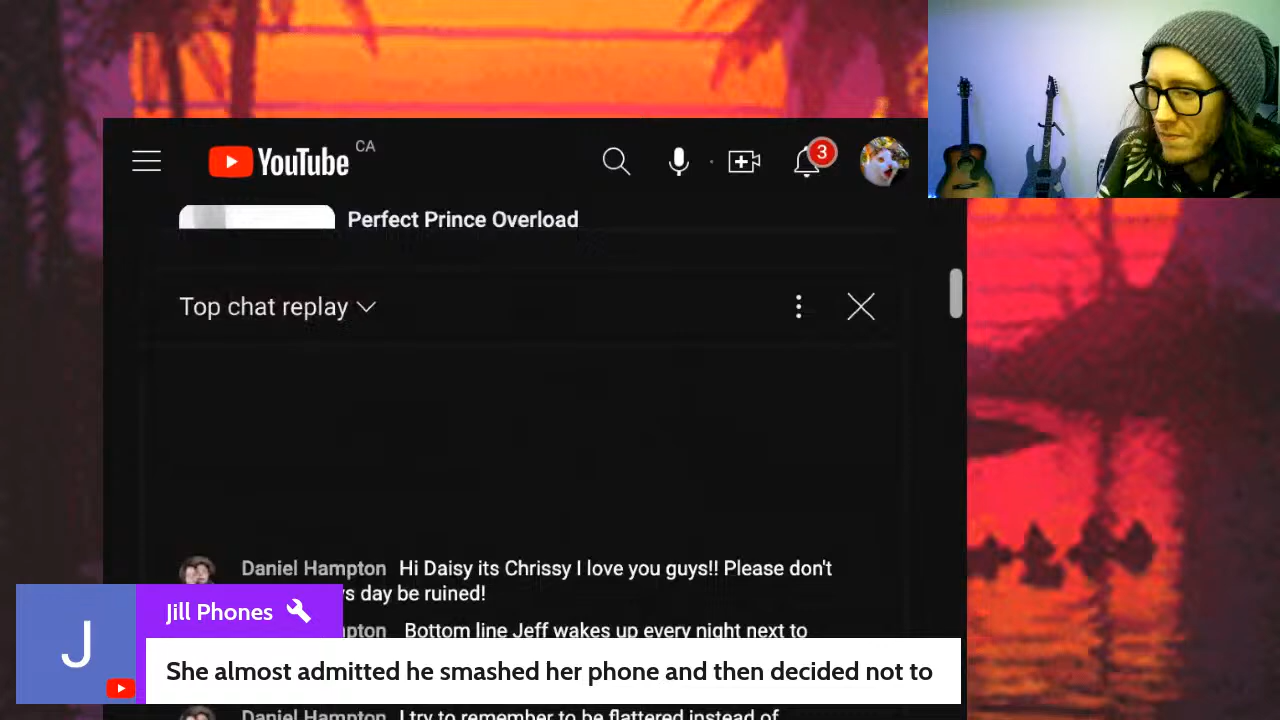 YouTube CA
3
Perfect Prince Overload
Top chat replay
Daniel Hampton Hi Daisy its Chrissy I love you guys!! Please don't
s day be ruined!
pton Bottom line Jeff wakes up every night next to
Jill Phones
J
She almost admitted he smashed her phone and then decided not to
Daniel Hampton I try to remember to be flattered instead of